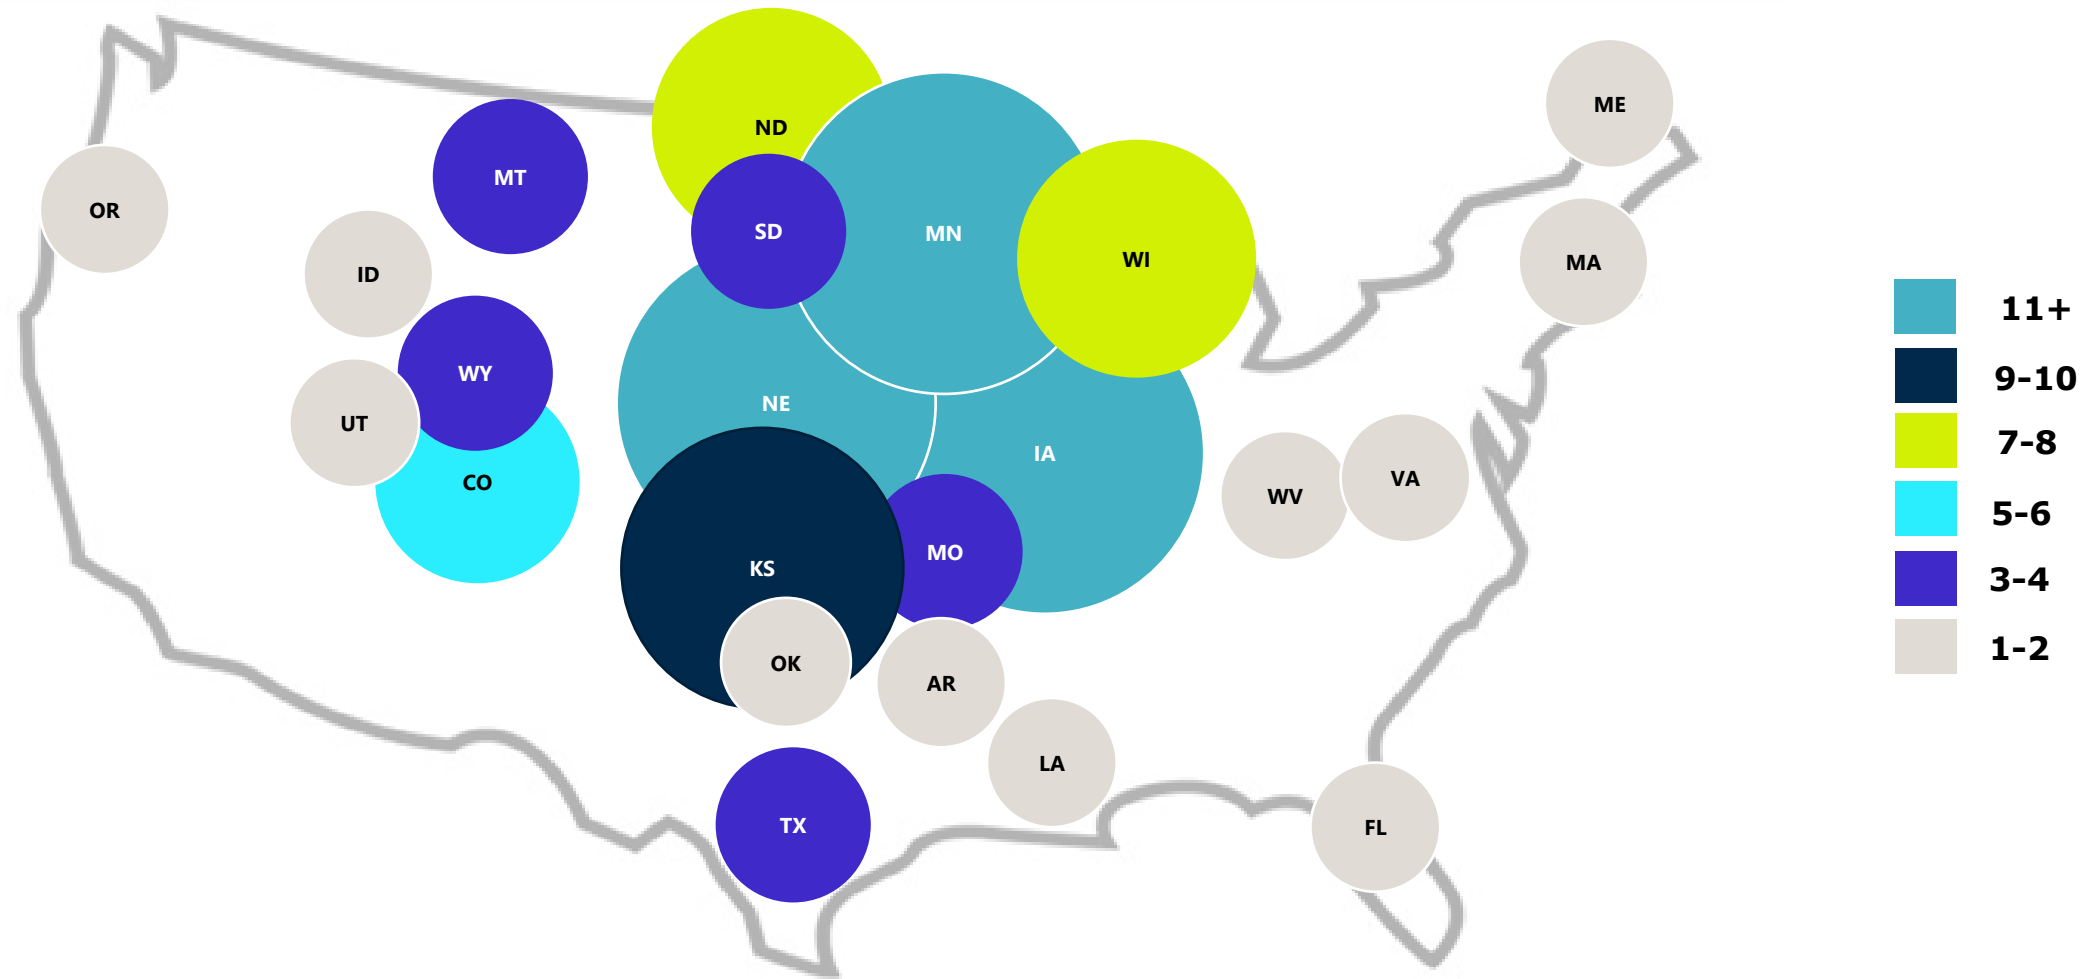 ME
ND
MT
OR
SD
MN
WI
MA
ID
WY
NE
UT
IA
CO
WV
VA
MO
KS
OK
AR
LA
TX
FL
11+
9-10
7-8
5-6
3-4
1-2